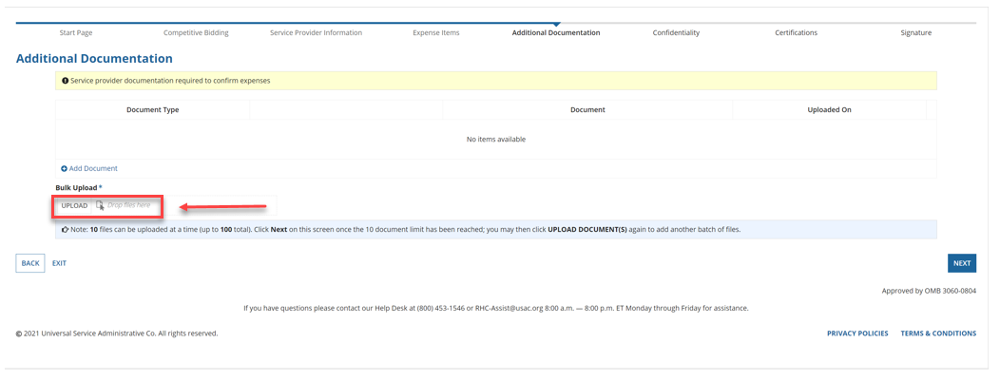 Start Page Competitive Bidding Service Provider Information Expense Items Additional Documentation Confidentiality Certifications Signature
Additional Documentation
Service provider documentation required to confirm expenses
Document Type Document Uploaded On
No items available
Add Document
Bulk Upload *
UPLOAD Drop files here
Note: 10 files can be uploaded at a time (up to 100 total). Click Next on this screen once the 10 document limit has been reached; you may then click UPLOAD DOCUMENT(S) again to add another batch of files.
BACK EXIT NEXT
Approved by OMB 3060-0804
If you have questions please contact our Help Desk at (800) 453-1546 or RHC-Assist@usac.org 8:00 a.m. — 8:00 p.m. ET Monday through Friday for assistance.
© 2021 Universal Service Administrative Co. All rights reserved. PRIVACY POLICIES TERMS & CONDITIONS